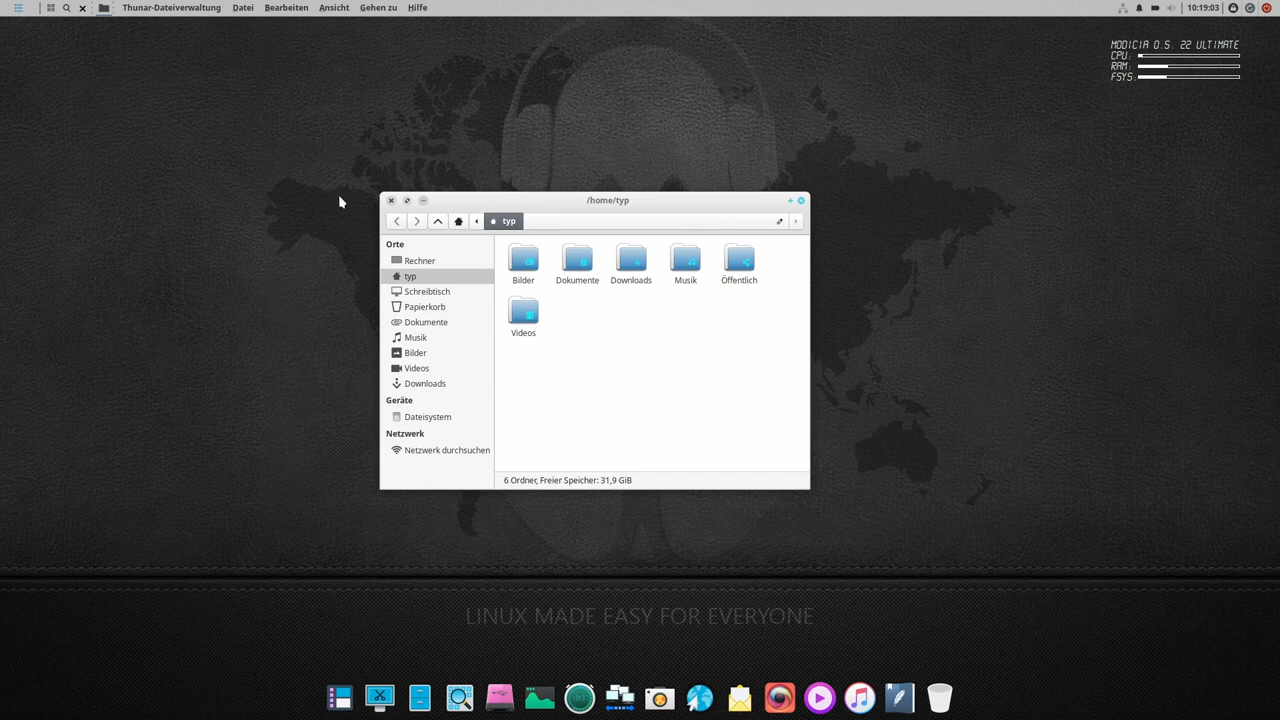 Thunar-Dateiverwaltung Datei Bearbeiten Ansicht Gehen zu Hilfe 10:19:03
MODICIA O.S. 22 ULTIMATE
CPU:
RAM:
FSYS:
/home/typ
typ
Orte
Rechner
typ
Schreibtisch
Papierkorb
Dokumente
Musik
Bilder
Videos
Downloads
Geräte
Dateisystem
Netzwerk
Netzwerk durchsuchen
Bilder Dokumente Downloads Musik Öffentlich
Videos
6 Ordner, Freier Speicher: 31,9 GiB
LINUX MADE EASY FOR EVERYONE